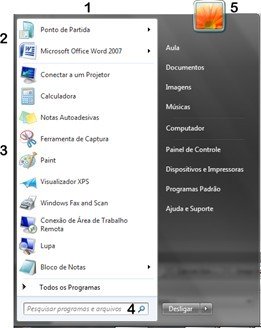 1
5
2
3
Ponto de Partida
Microsoft Office Word 2007
Conectar a um Projetor
Calculadora
Notas Autoadesivas
Ferramenta de Captura
Paint
Visualizador XPS
Windows Fax and Scan
Conexão de Área de Trabalho
Remota
Lupa
Bloco de Notas
Todos os Programas
Pesquisar programas e arquivos 4
Aula
Documentos
Imagens
Músicas
Computador
Painel de Controle
Dispositivos e Impressoras
Programas Padrão
Ajuda e Suporte
Desligar